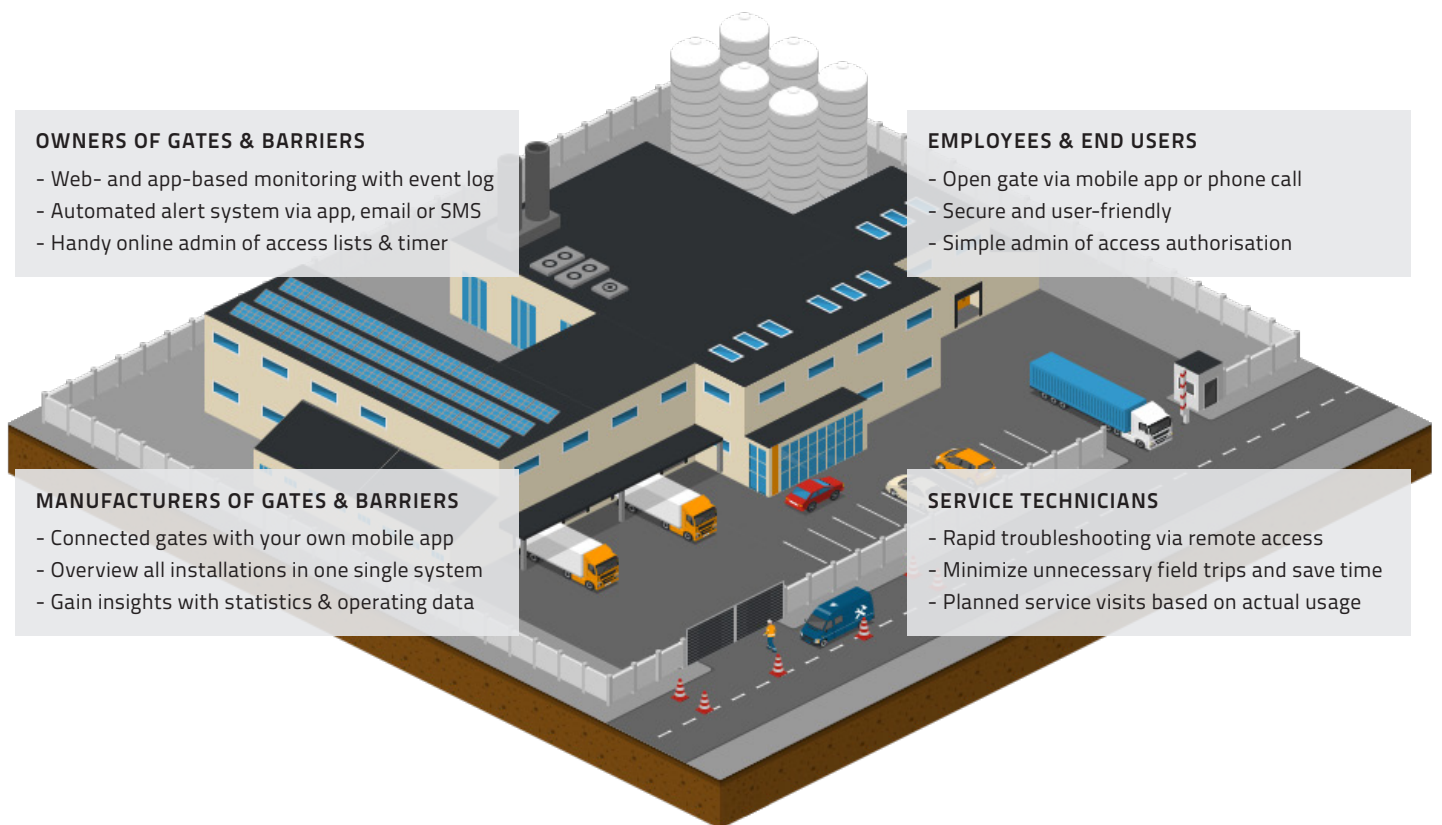 OWNERS OF GATES & BARRIERS
- Web- and app-based monitoring with event log
- Automated alert system via app, email or SMS
- Handy online admin of access lists & timer
EMPLOYEES & END USERS
- Open gate via mobile app or phone call
- Secure and user-friendly
- Simple admin of access authorisation
MANUFACTURERS OF GATES & BARRIERS
- Connected gates with your own mobile app
- Overview all installations in one single system
- Gain insights with statistics & operating data
SERVICE TECHNICIANS
- Rapid troubleshooting via remote access
- Minimize unnecessary field trips and save time
- Planned service visits based on actual usage